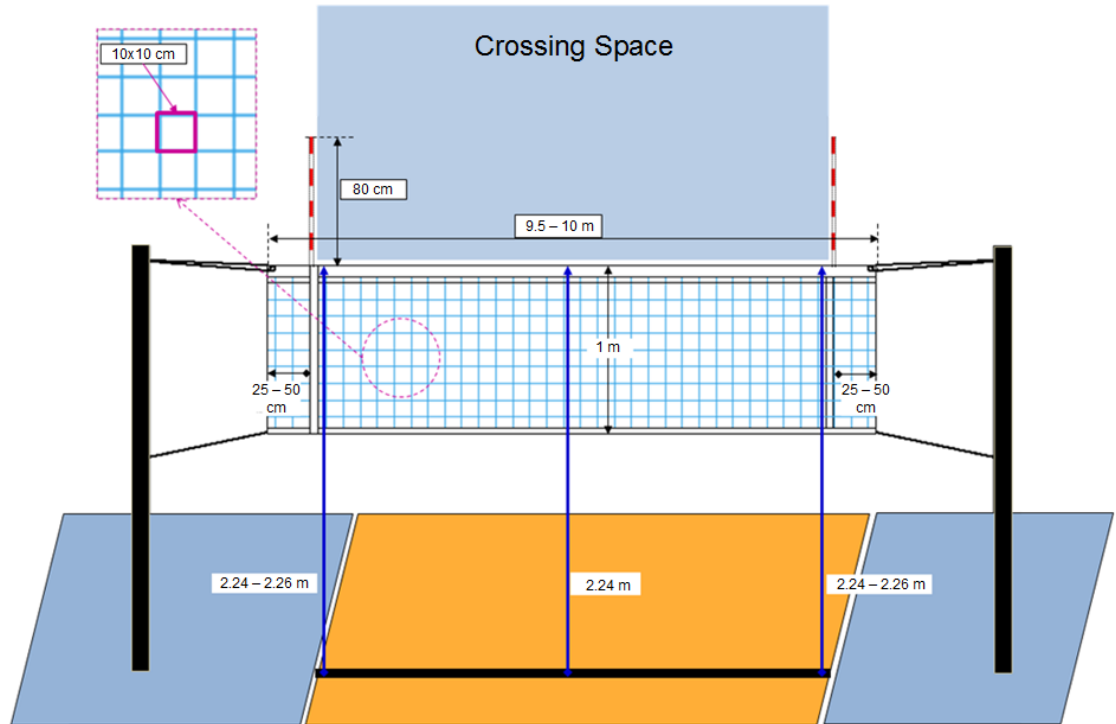 Crossing Space
10x10 cm
80 cm
9.5 – 10 m
1 m
25 – 50
cm
25 – 50
cm
2.24 – 2.26 m
2.24 m
2.24 – 2.26 m